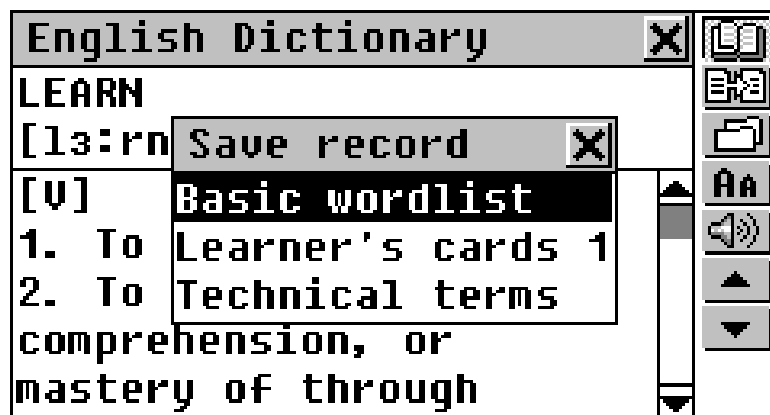 English Dictionary
LEARN
[lɜ:rn
Save record
Basic wordlist
Learner's cards 1
Technical terms
[V]
1. To
2. To
comprehension, or
mastery of through
AA